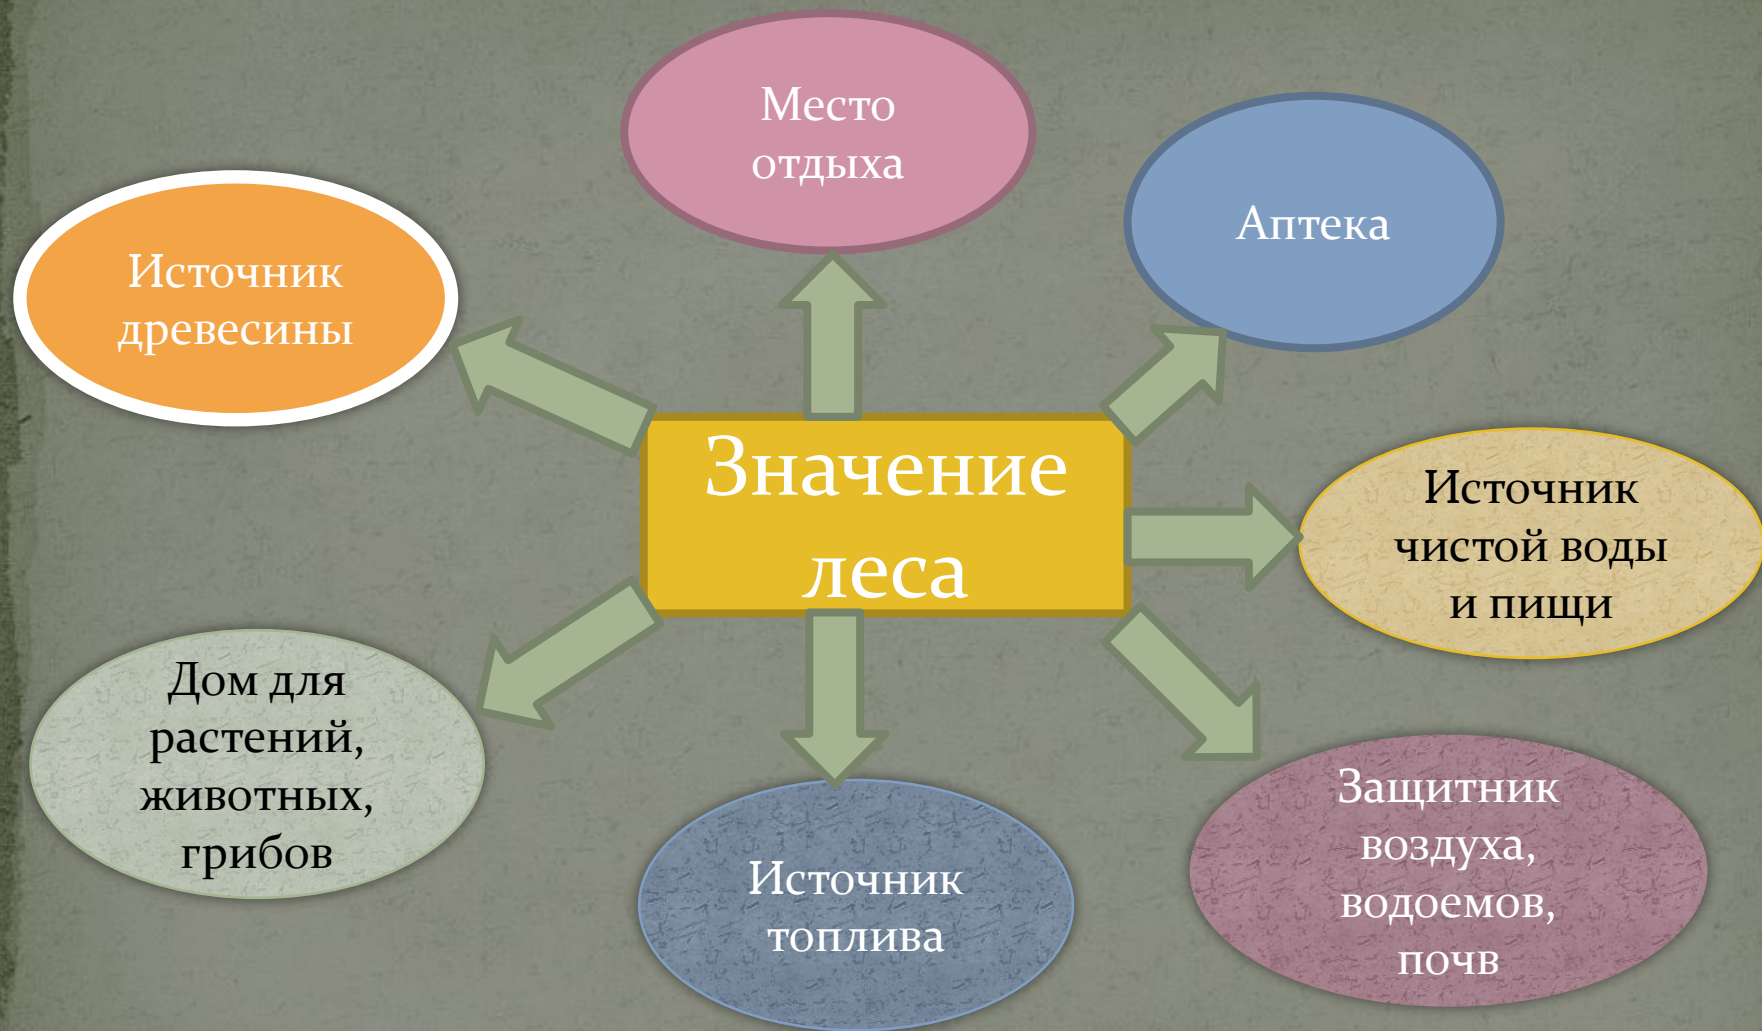 Место
отдыха
Аптека
Источник
древесины
Значение
леса
Источник
чистой воды
и пищи
Дом для
растений,
животных,
грибов
Источник
топлива
Защитник
воздуха,
водоемов,
почв